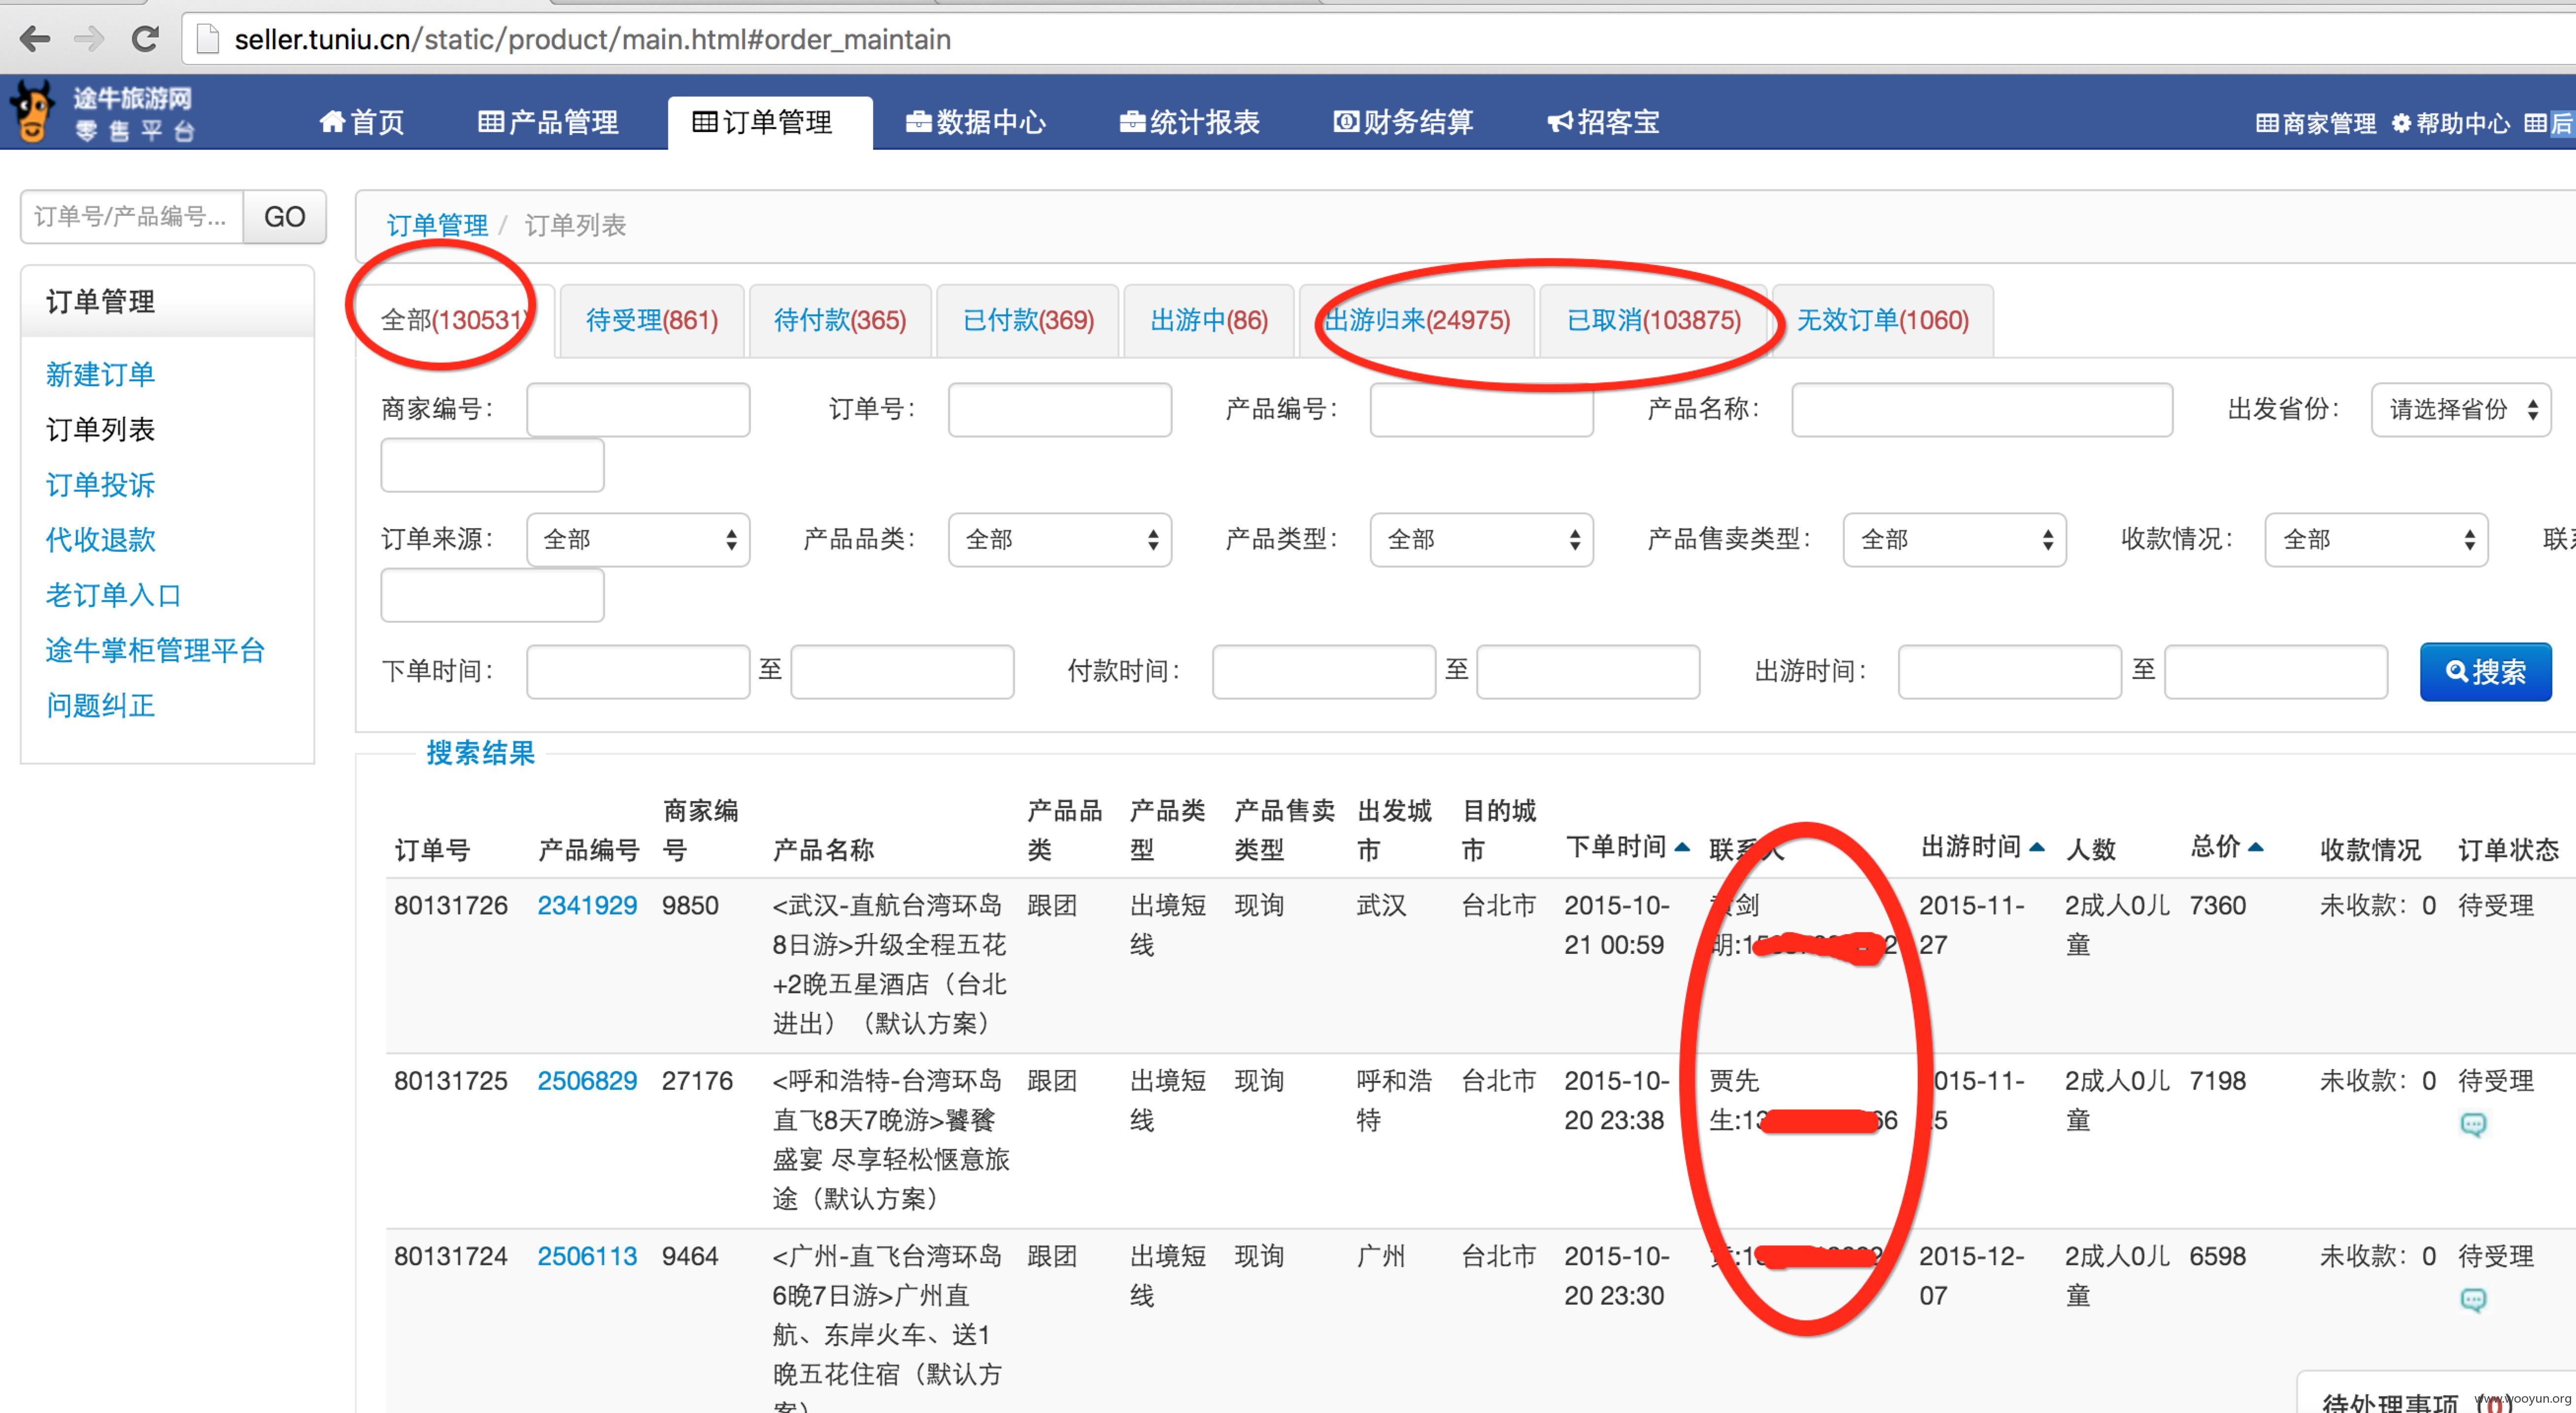 seller.tuniu.cn/static/product/main.html#order_maintain
途牛旅游网
零售平台
首页 产品管理 订单管理 数据中心 统计报表 财务结算 招客宝 商家管理 帮助中心 后
订单号/产品编号... GO
订单管理 / 订单列表
订单管理
新建订单
订单列表
订单投诉
代收退款
老订单入口
途牛掌柜管理平台
问题纠正
全部(130531) 待受理(861) 待付款(365) 已付款(369) 出游中(86) 出游归来(24975) 已取消(103875) 无效订单(1060)
商家编号: 订单号: 产品编号: 产品名称: 出发省份: 请选择省份
订单来源: 全部 产品品类: 全部 产品类型: 全部 产品售卖类型: 全部 收款情况: 全部
下单时间: 至 付款时间: 至 出游时间: 至 搜索
搜索结果
订单号 产品编号 商家编号 产品名称 产品品类 产品类型 产品售卖类型 出发城市 目的城市 下单时间 联系人 出游时间 人数 总价 收款情况 订单状态
80131726 2341929 9850 <武汉-直航台湾环岛 跟团 出境短 现询 武汉 台北市 2015-10- 黄剑 2015-11- 2成人0儿 7360 未收款: 0 待受理
8日游>升级全程五花 线 21 00:59 明:1 2 27 童
+2晚五星酒店（台北
进出）（默认方案）
80131725 2506829 27176 <呼和浩特-台湾环岛 跟团 出境短 现询 呼和浩 台北市 2015-10- 贾先 015-11- 2成人0儿 7198 未收款: 0 待受理
直飞8天7晚游>饕餮 线 特 20 23:38 生:13 66 5 童
盛宴 尽享轻松惬意旅
途（默认方案）
80131724 2506113 9464 <广州-直飞台湾环岛 跟团 出境短 现询 广州 台北市 2015-10- 2015-12- 2成人0儿 6598 未收款: 0 待受理
6晚7日游>广州直 线 20 23:30 07 童
航、东岸火车、送1
晚五花住宿（默认方
案）
待处理事项 (0)
www.wooyun.org